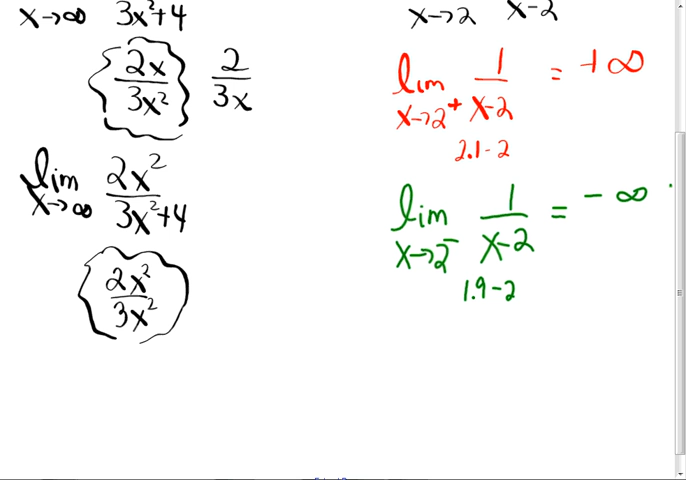 x→∞ 3x²+4
2x/3x² 2/3x
lim x→∞ 2x²/3x²+4
2x²/3x²
x→2 x-2
lim x→2⁺ 1/x-2 = +∞
2.1-2
lim x→2⁻ 1/x-2 = -∞
1.9-2